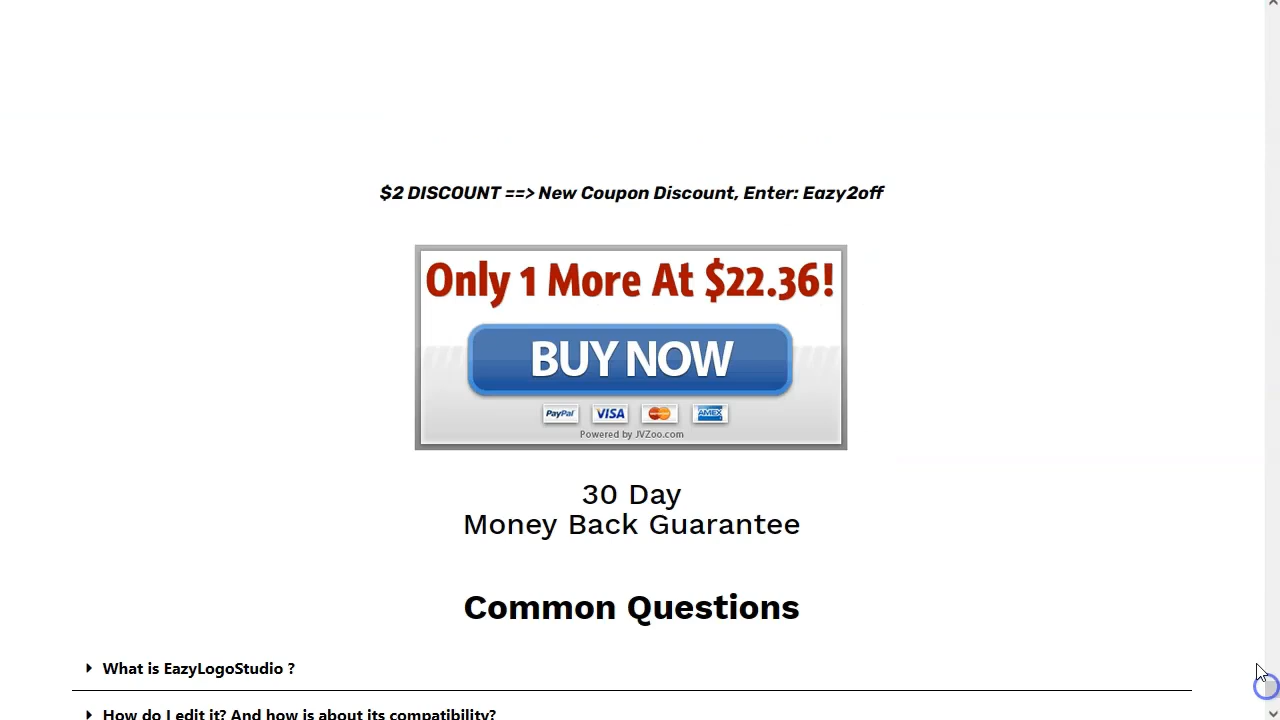 $2 DISCOUNT ==> New Coupon Discount, Enter: Eazy2off
Only 1 More At $22.36!
BUY NOW
PayPal VISA MasterCard AMEX
Powered by JVZoo.com
30 Day
Money Back Guarantee
Common Questions
What is EazyLogoStudio ?
How do I edit it? And how is about its compatibility?